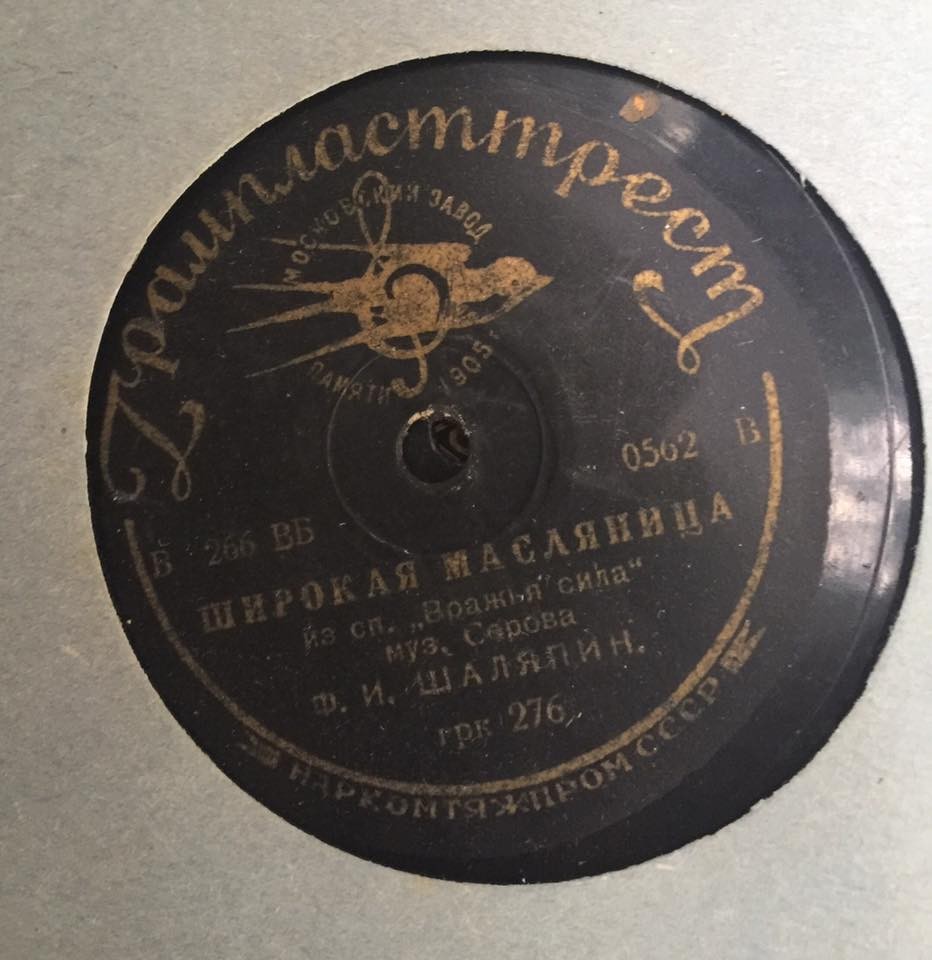 Грампласттрест
МОСКОВСКИЙ ЗАВОД
ПАМЯТИ 1905
0562 В
В 266 ВБ
ШИРОКАЯ МАСЛЯНИЦА
из сп. „Вражья сила“
муз. Серова
Ф. И. ШАЛЯПИН.
грк 276
НАРКОМТЯЖПРОМ СССР